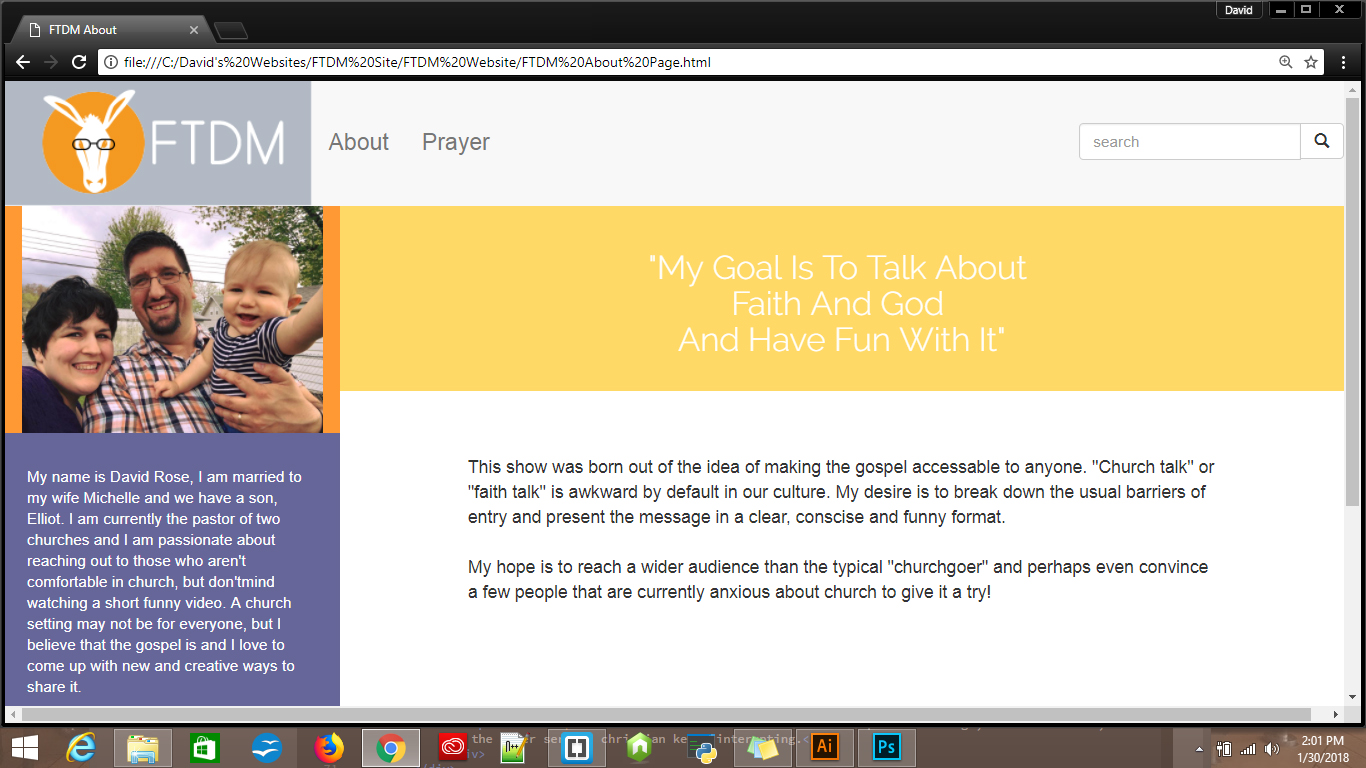 David
FTDM About
file:///C:/David's%20Websites/FTDM%20Site/FTDM%20Website/FTDM%20About%20Page.html
FTDM
About
Prayer
search
"My Goal Is To Talk About
Faith And God
And Have Fun With It"
My name is David Rose, I am married to
my wife Michelle and we have a son,
Elliot. I am currently the pastor of two
churches and I am passionate about
reaching out to those who aren't
comfortable in church, but don'tmind
watching a short funny video. A church
setting may not be for everyone, but I
believe that the gospel is and I love to
come up with new and creative ways to
share it.
This show was born out of the idea of making the gospel accessable to anyone. "Church talk" or
"faith talk" is awkward by default in our culture. My desire is to break down the usual barriers of
entry and present the message in a clear, conscise and funny format.
My hope is to reach a wider audience than the typical "churchgoer" and perhaps even convince
a few people that are currently anxious about church to give it a try!
Ai
Ps
2:01 PM
1/30/2018